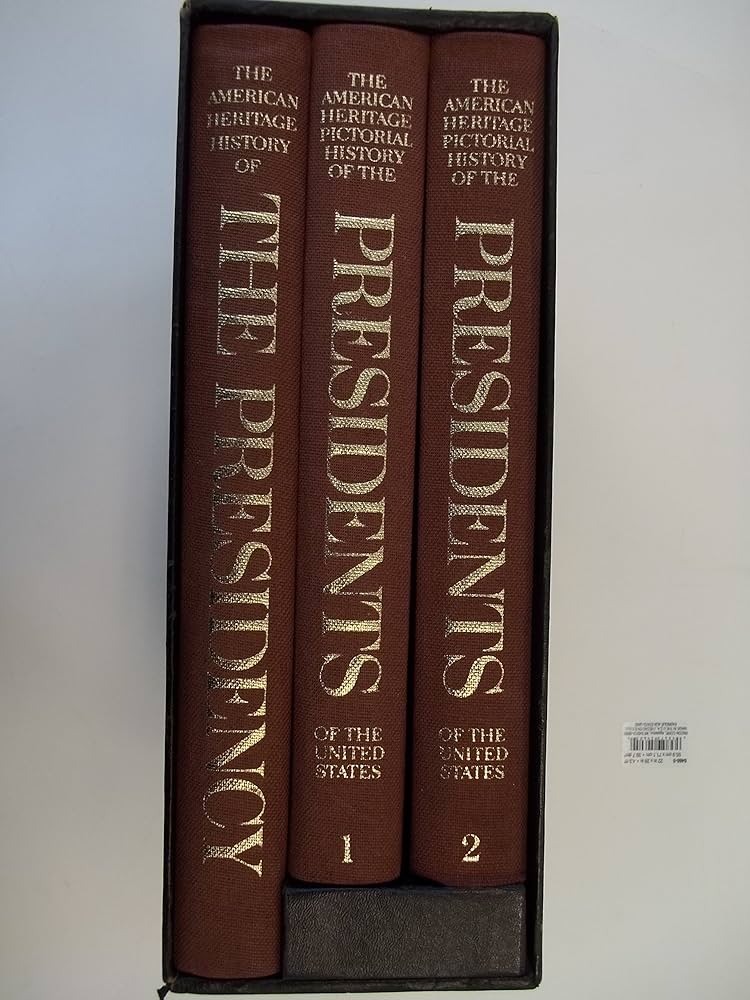 THE
AMERICAN
HERITAGE
HISTORY
OF
THE PRESIDENCY
THE
AMERICAN
HERITAGE
PICTORIAL
HISTORY
OF THE
PRESIDENTS
OF THE
UNITED
STATES
1
THE
AMERICAN
HERITAGE
PICTORIAL
HISTORY
OF THE
PRESIDENTS
OF THE
UNITED
STATES
2